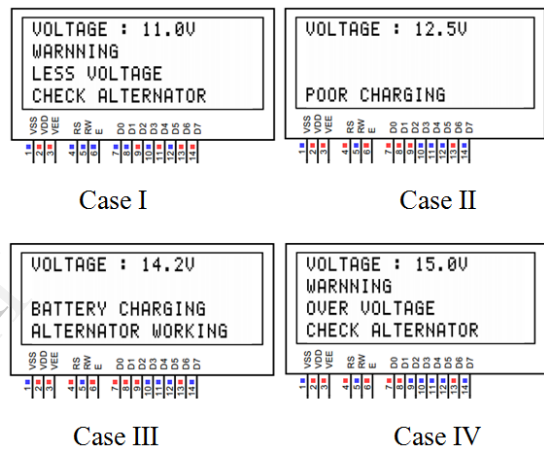 VOLTAGE : 11.0V
WARNNING
LESS VOLTAGE
CHECK ALTERNATOR
VSS VDD VEE RS RW E D0 D1 D2 D3 D4 D5 D6 D7
1 2 3 4 5 6 7 8 9 10 11 12 13 14
Case I
VOLTAGE : 12.5V
POOR CHARGING
VSS VDD VEE RS RW E D0 D1 D2 D3 D4 D5 D6 D7
1 2 3 4 5 6 7 8 9 10 11 12 13 14
Case II
VOLTAGE : 14.2V
BATTERY CHARGING
ALTERNATOR WORKING
VSS VDD VEE RS RW E D0 D1 D2 D3 D4 D5 D6 D7
1 2 3 4 5 6 7 8 9 10 11 12 13 14
Case III
VOLTAGE : 15.0V
WARNNING
OVER VOLTAGE
CHECK ALTERNATOR
VSS VDD VEE RS RW E D0 D1 D2 D3 D4 D5 D6 D7
1 2 3 4 5 6 7 8 9 10 11 12 13 14
Case IV